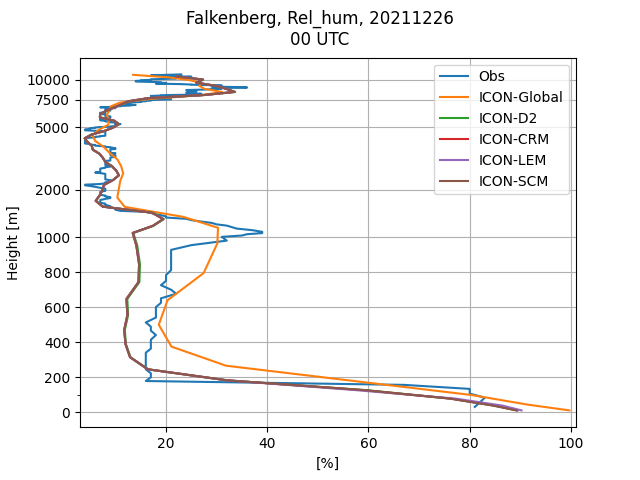 Falkenberg, Rel_hum, 20211226
00 UTC
Obs
ICON-Global
ICON-D2
ICON-CRM
ICON-LEM
ICON-SCM
10000
7500
5000
2000
1000
800
600
400
200
0
Height [m]
20 40 60 80 100
[%]